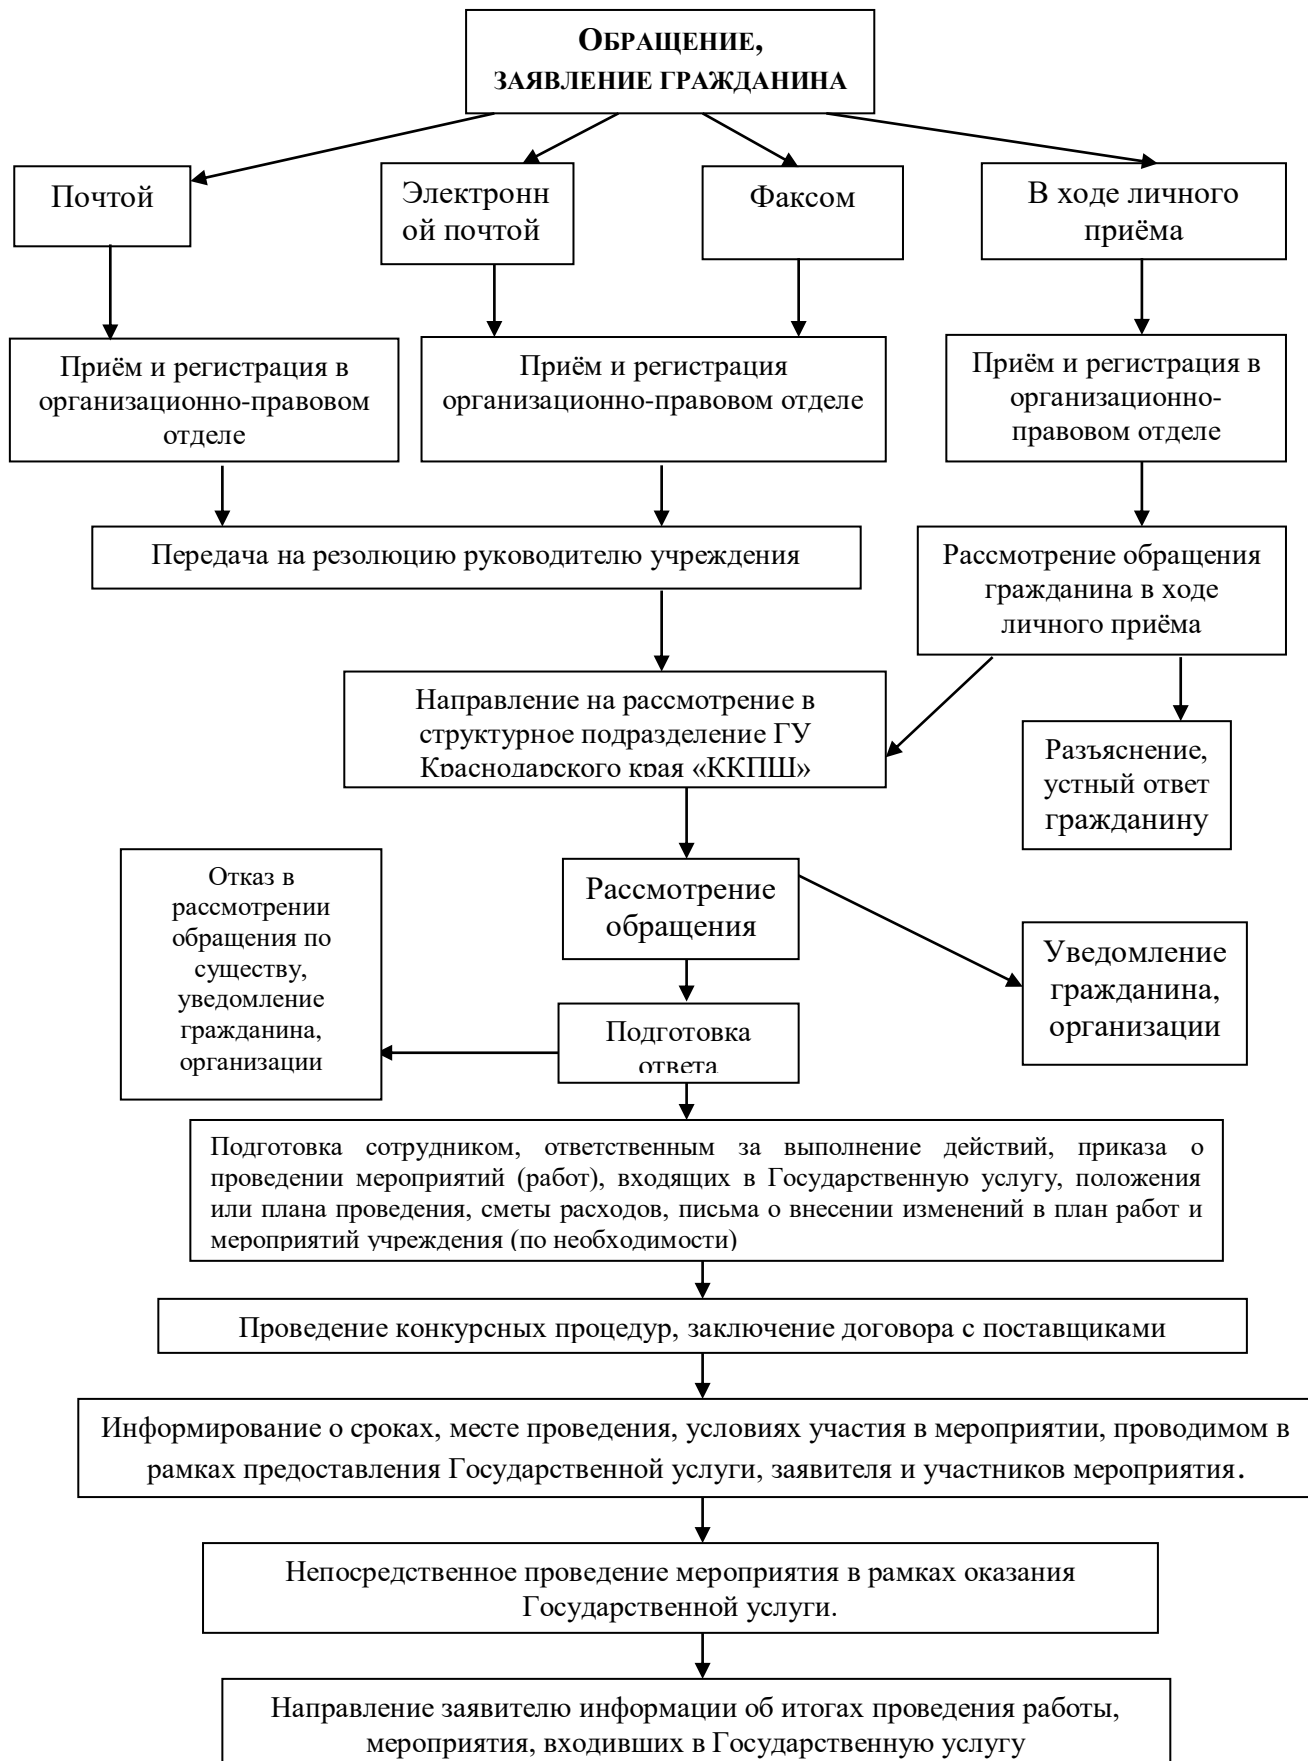 ОБРАЩЕНИЕ,
ЗАЯВЛЕНИЕ ГРАЖДАНИНА
Почтой
Электронн
ой почтой
Факсом
В ходе личного
приёма
Приём и регистрация в
организационно-правовом
отделе
Приём и регистрация
организационно-правовом отделе
Приём и регистрация в
организационно-
правовом отделе
Передача на резолюцию руководителю учреждения
Рассмотрение обращения
гражданина в ходе
личного приёма
Направление на рассмотрение в
структурное подразделение ГУ
Краснодарского края «ККПШ»
Разъяснение,
устный ответ
гражданину
Отказ в
рассмотрении
обращения по
существу,
уведомление
гражданина,
организации
Рассмотрение
обращения
Уведомление
гражданина,
организации
Подготовка
ответа
Подготовка сотрудником, ответственным за выполнение действий, приказа о
проведении мероприятий (работ), входящих в Государственную услугу, положения
или плана проведения, сметы расходов, письма о внесении изменений в план работ и
мероприятий учреждения (по необходимости)
Проведение конкурсных процедур, заключение договора с поставщиками
Информирование о сроках, месте проведения, условиях участия в мероприятии, проводимом в
рамках предоставления Государственной услуги, заявителя и участников мероприятия.
Непосредственное проведение мероприятия в рамках оказания
Государственной услуги.
Направление заявителю информации об итогах проведения работы,
мероприятия, входивших в Государственную услугу